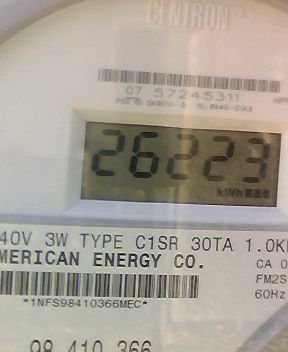 CENTRON
07 57245311
26223
kWh
40V 3W TYPE C1SR 30TA 1.0K
MERICAN ENERGY CO.
CA 0
FM2S
60Hz
*1NFS98410366MEC*
98 410 366